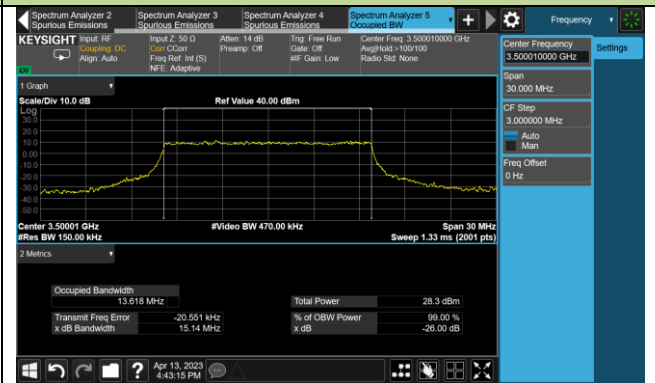 Spectrum Analyzer 2 Spectrum Analyzer 3 Spectrum Analyzer 4 Spectrum Analyzer 5 Frequency
Spurious Emissions Spurious Emissions Spurious Emissions Occupied BW
KEYSIGHT Input: RF Input Z: 50 Ω Atten: 14 dB Trig: Free Run Center Freq: 3.500010000 GHz
Coupling: DC Corr CCorr Preamp: Off Gate: Off Avg|Hold:>100/100
Align: Auto Freq Ref: Int (S) #IF Gain: Low Radio Std: None
NFE: Adaptive
Center Frequency Settings
3.500010000 GHz
Span
30.000 MHz
CF Step
3.000000 MHz
Auto
Man
Freq Offset
0 Hz
1 Graph
Scale/Div 10.0 dB Ref Value 40.00 dBm
Log
30.0
20.0
10.0
0.00
-10.0
-20.0
-30.0
-40.0
-50.0
Center 3.50001 GHz #Video BW 470.00 kHz Span 30 MHz
#Res BW 150.00 kHz Sweep 1.33 ms (2001 pts)
2 Metrics
Occupied Bandwidth
13.618 MHz Total Power 28.3 dBm
Transmit Freq Error -20.551 kHz % of OBW Power 99.00 %
x dB Bandwidth 15.14 MHz x dB -26.00 dB
? Apr 13, 2023
4:43:15 PM